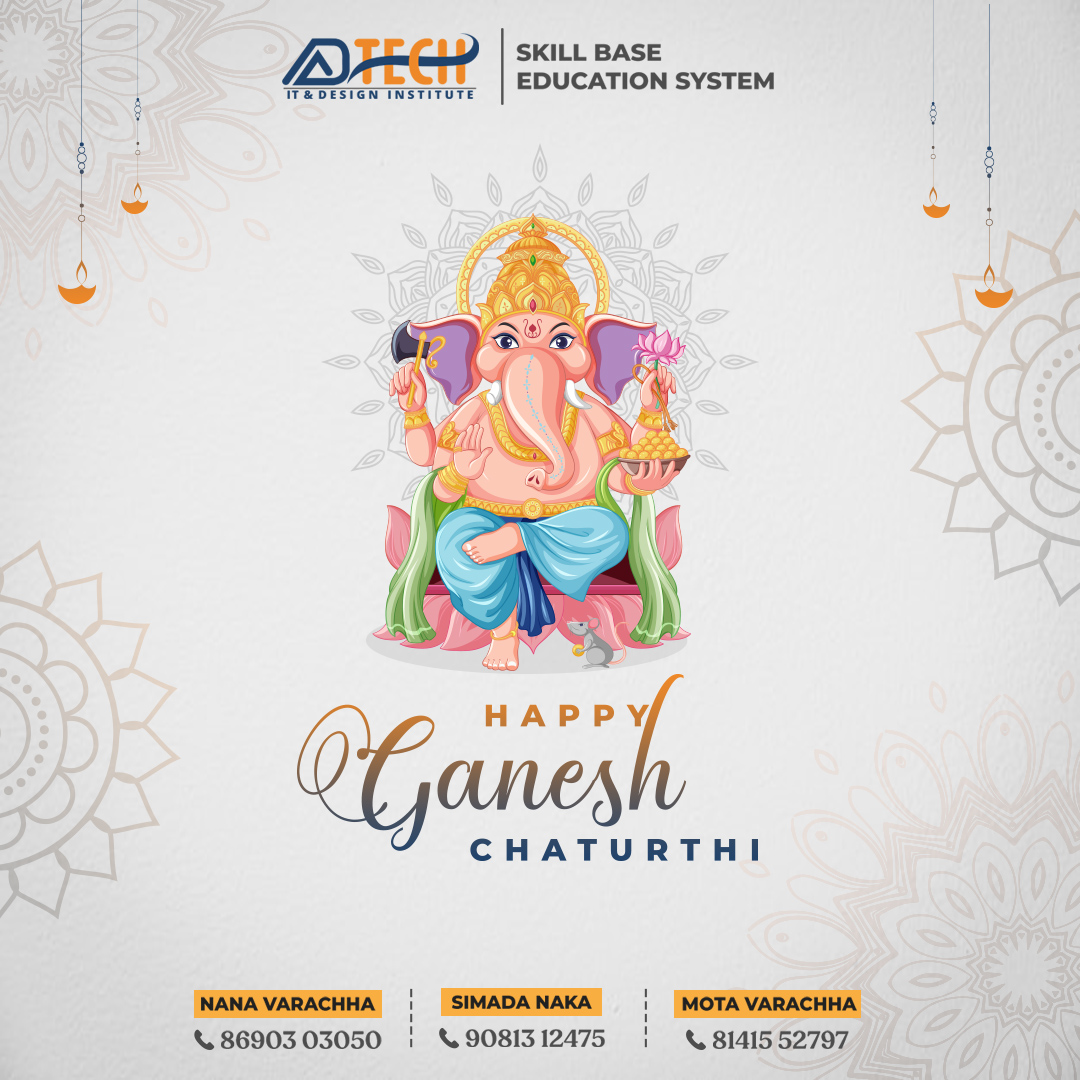 ADTECH
IT & DESIGN INSTITUTE
SKILL BASE
EDUCATION SYSTEM
HAPPY
Ganesh
CHATURTHI
NANA VARACHHA
86903 03050
SIMADA NAKA
90813 12475
MOTA VARACHHA
81415 52797